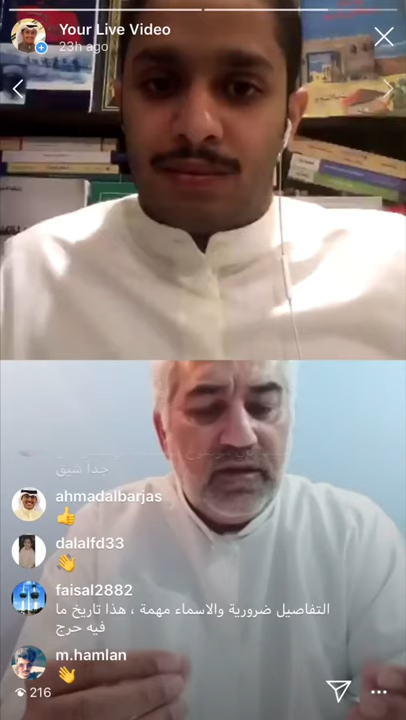 Your Live Video
23h ago
جدا شيق
ahmadalbarjas
👍
dalalfd33
👋
faisal2882
التفاصيل ضرورية والاسماء مهمة ، هذا تاريخ ما
فيه حرج
m.hamlan
👋
216